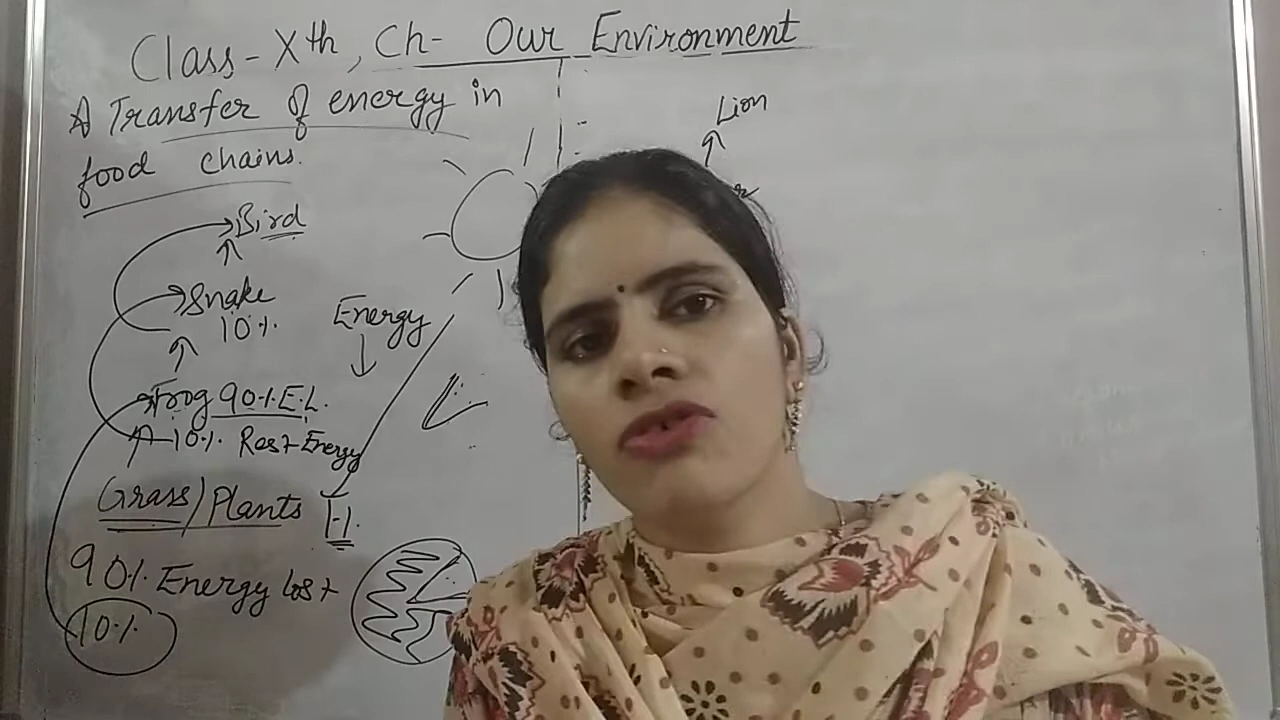 Class-Xth, Ch- Our Environment
A Transfer of energy in
food chains.
Lion
Bird
Snake
10%.
Energy
Frog 90%.E.L.
10%. Rest Energy
Grass/Plants 1%.
90%. Energy lost
10%.